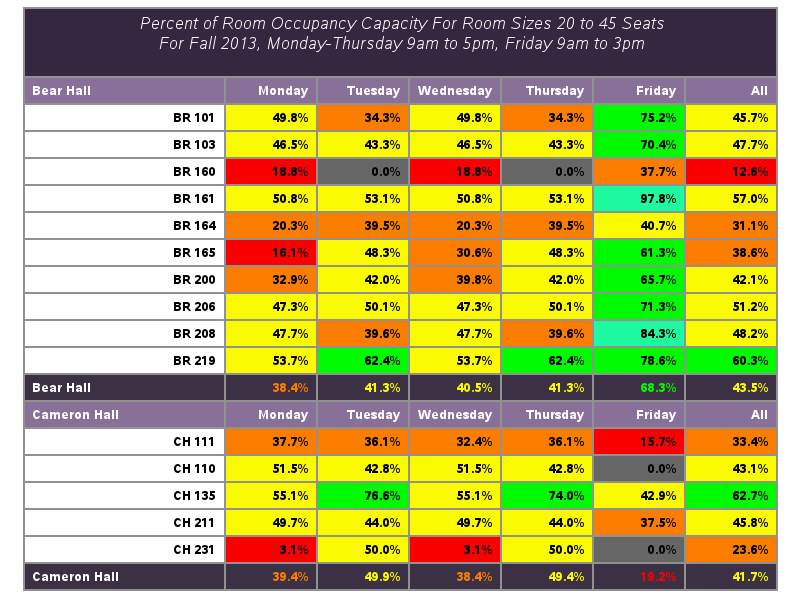 Percent of Room Occupancy Capacity For Room Sizes 20 to 45 Seats
For Fall 2013, Monday-Thursday 9am to 5pm, Friday 9am to 3pm
Bear Hall Monday Tuesday Wednesday Thursday Friday All
BR 101 49.8% 34.3% 49.8% 34.3% 75.2% 45.7%
BR 103 46.5% 43.3% 46.5% 43.3% 70.4% 47.7%
BR 160 18.8% 0.0% 18.8% 0.0% 37.7% 12.6%
BR 161 50.8% 53.1% 50.8% 53.1% 97.8% 57.0%
BR 164 20.3% 39.5% 20.3% 39.5% 40.7% 31.1%
BR 165 16.1% 48.3% 30.6% 48.3% 61.3% 38.6%
BR 200 32.9% 42.0% 39.8% 42.0% 65.7% 42.1%
BR 206 47.3% 50.1% 47.3% 50.1% 71.3% 51.2%
BR 208 47.7% 39.6% 47.7% 39.6% 84.3% 48.2%
BR 219 53.7% 62.4% 53.7% 62.4% 78.6% 60.3%
Bear Hall 38.4% 41.3% 40.5% 41.3% 68.3% 43.5%
Cameron Hall Monday Tuesday Wednesday Thursday Friday All
CH 111 37.7% 36.1% 32.4% 36.1% 15.7% 33.4%
CH 110 51.5% 42.8% 51.5% 42.8% 0.0% 43.1%
CH 135 55.1% 76.6% 55.1% 74.0% 42.9% 62.7%
CH 211 49.7% 44.0% 49.7% 44.0% 37.5% 45.8%
CH 231 3.1% 50.0% 3.1% 50.0% 0.0% 23.6%
Cameron Hall 39.4% 49.9% 38.4% 49.4% 19.2% 41.7%